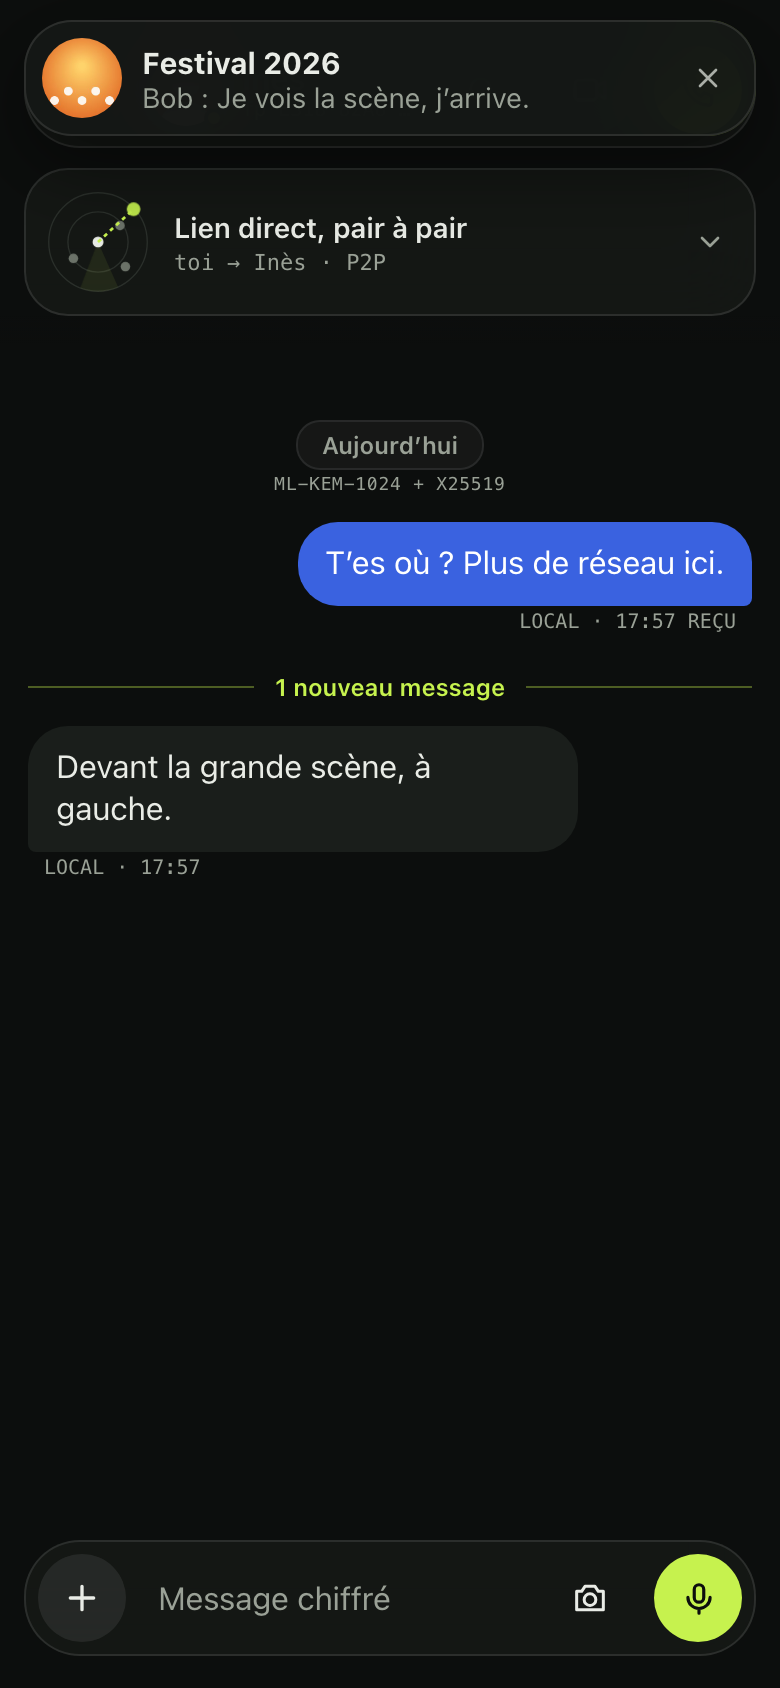 Festival 2026
Bob : Je vois la scène, j’arrive.
Lien direct, pair à pair
toi → Inès · P2P
Aujourd’hui
ML-KEM-1024 + X25519
T’es où ? Plus de réseau ici.
LOCAL · 17:57 REÇU
1 nouveau message
Devant la grande scène, à
gauche.
LOCAL · 17:57
Message chiffré